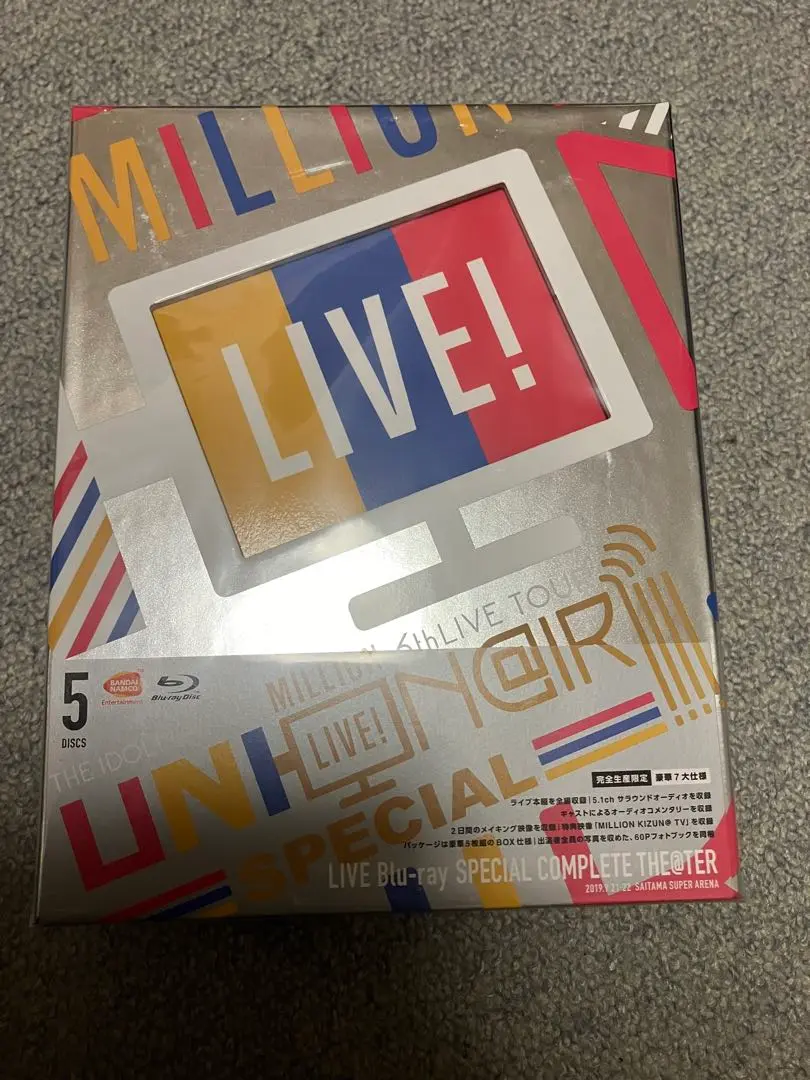 MILLION
LIVE!
6thLIVE TOUR
5
DISCS
BANDAI
NAMCO
Entertainment
Blu-ray Disc
MILLION
THE IDOL
UNI-ON@IR!!!!
LIVE!
SPECIAL
完全生産限定 豪華7大仕様
ライブ本編を全編収録 | 5.1ch サラウンドオーディオを収録
キャストによるオーディオコメンタリーを収録
2日間のメイキング映像を収録 | 特典映像「MILLION KIZUN@ TV」を収録
パッケージは豪華5枚組のBOX仕様 | 出演者全員の写真を収めた、60Pフォトブックを同梱
LIVE Blu-ray SPECIAL COMPLETE THE@TER
2019.9.21-22 SAITAMA SUPER ARENA